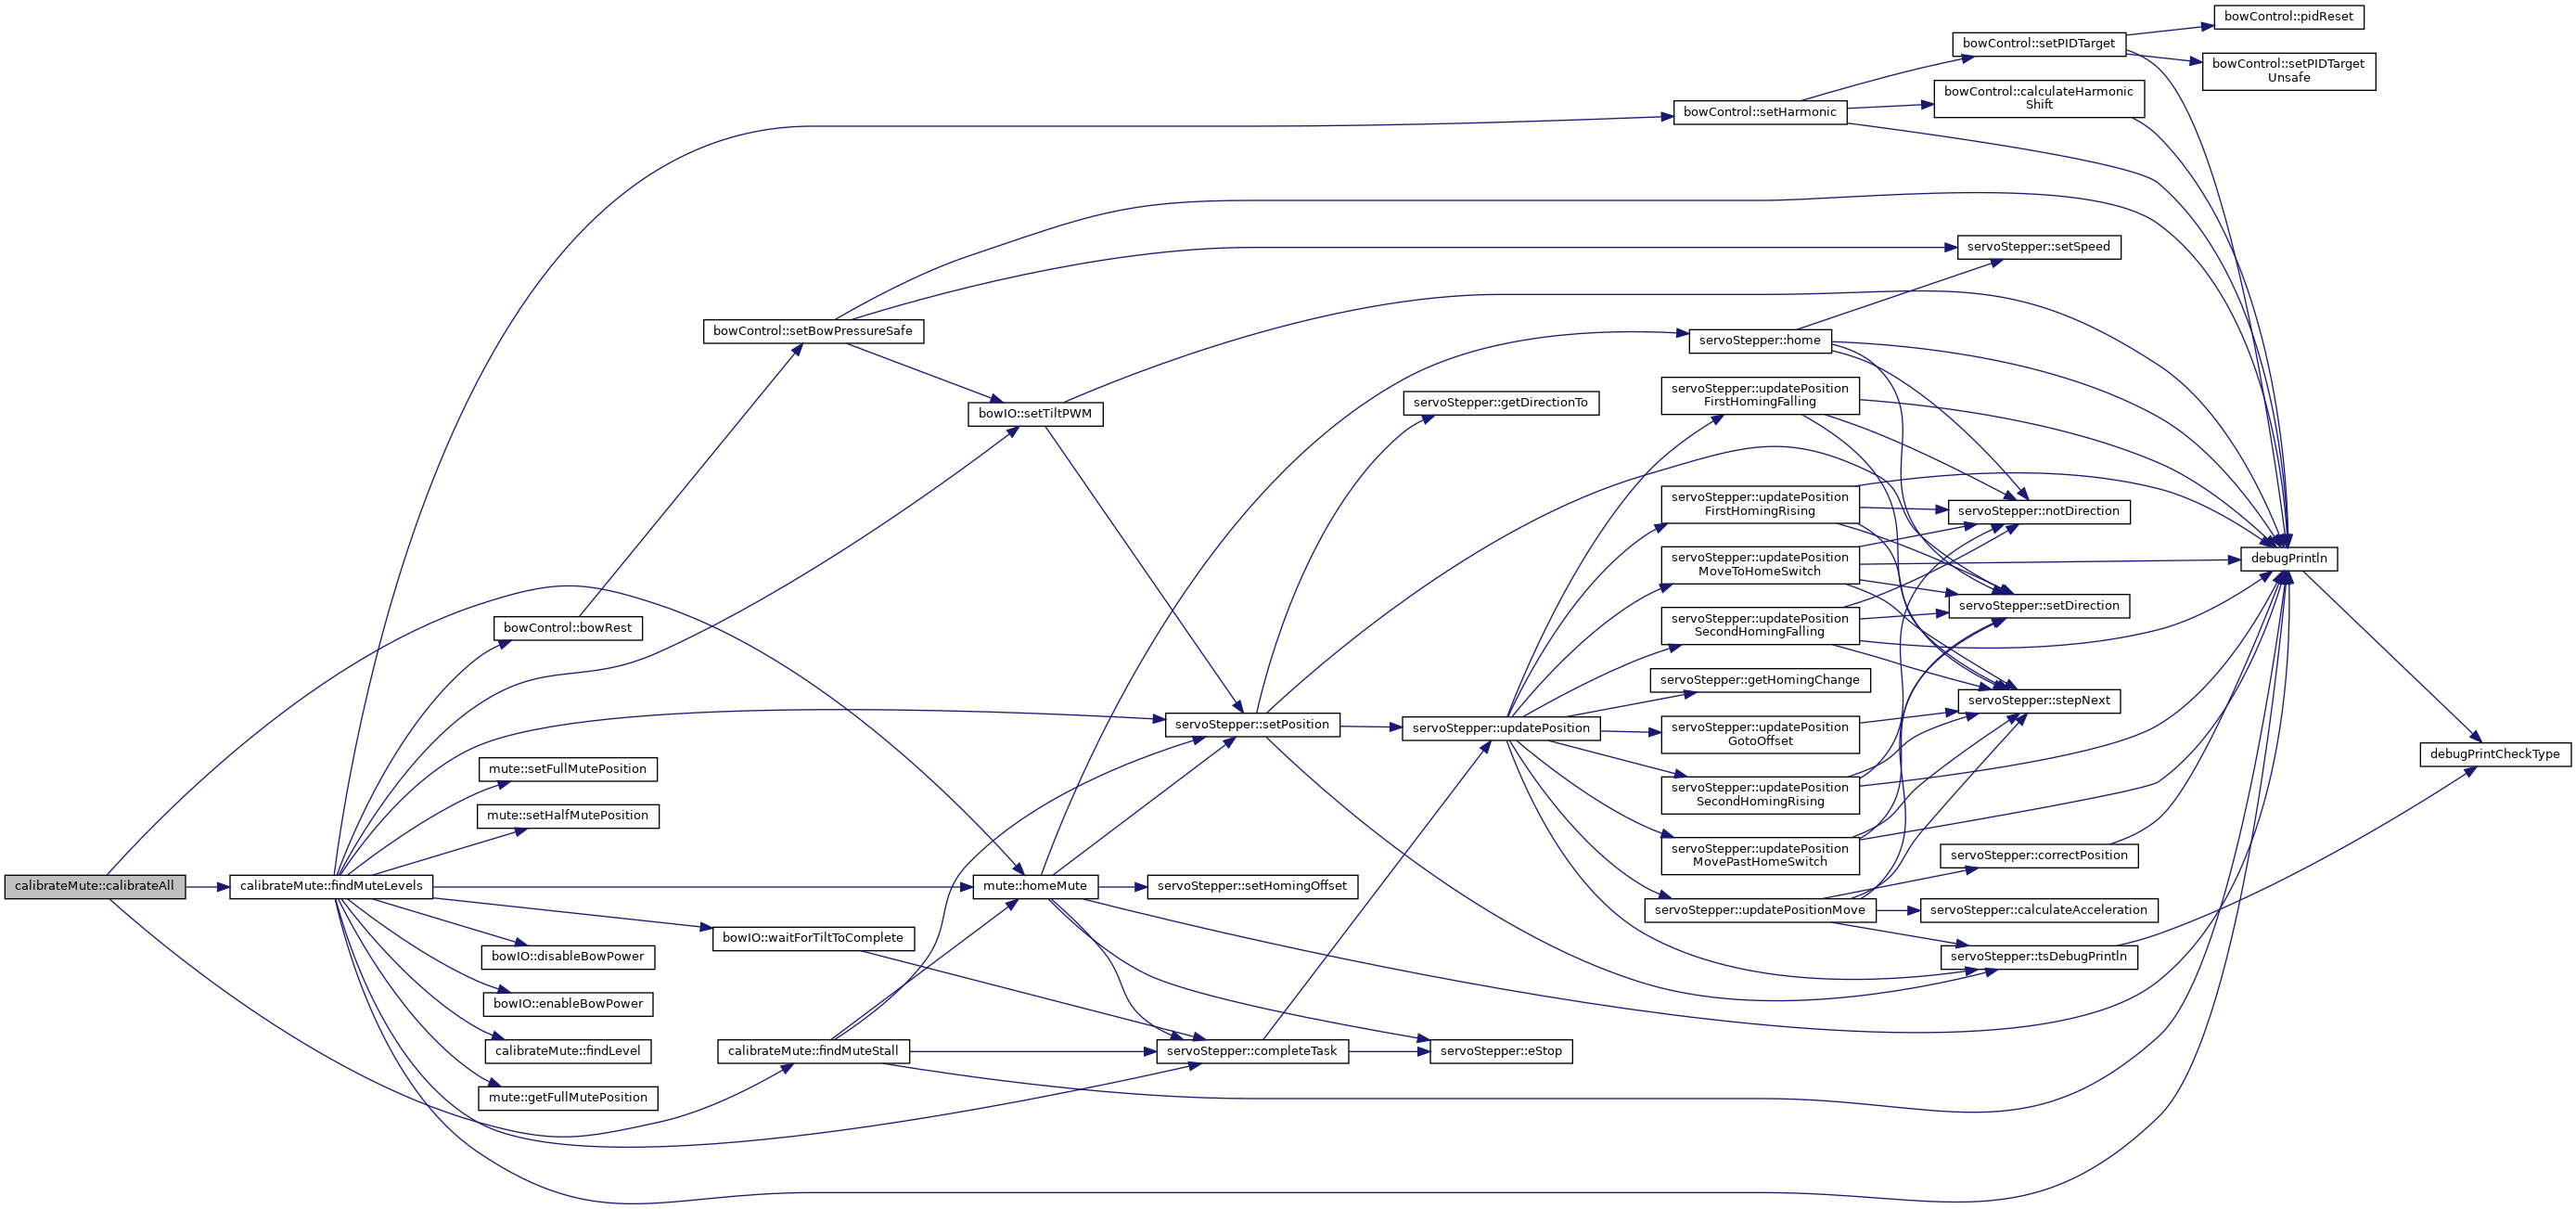 bowControl::pidReset
bowControl::setPIDTarget
bowControl::setPIDTarget
Unsafe
bowControl::calculateHarmonic
Shift
bowControl::setHarmonic
servoStepper::setSpeed
bowControl::setBowPressureSafe
servoStepper::home
servoStepper::updatePosition
FirstHomingFalling
servoStepper::getDirectionTo
bowIO::setTiltPWM
servoStepper::updatePosition
FirstHomingRising
servoStepper::notDirection
servoStepper::updatePosition
MoveToHomeSwitch
debugPrintln
servoStepper::setDirection
servoStepper::updatePosition
SecondHomingFalling
bowControl::bowRest
servoStepper::getHomingChange
servoStepper::stepNext
servoStepper::setPosition
servoStepper::updatePosition
servoStepper::updatePosition
GotoOffset
debugPrintCheckType
mute::setFullMutePosition
servoStepper::updatePosition
SecondHomingRising
mute::setHalfMutePosition
servoStepper::updatePosition
MovePastHomeSwitch
servoStepper::correctPosition
calibrateMute::calibrateAll
calibrateMute::findMuteLevels
mute::homeMute
servoStepper::setHomingOffset
servoStepper::updatePositionMove
servoStepper::calculateAcceleration
bowIO::waitForTiltToComplete
bowIO::disableBowPower
servoStepper::tsDebugPrintln
bowIO::enableBowPower
calibrateMute::findLevel
calibrateMute::findMuteStall
servoStepper::completeTask
servoStepper::eStop
mute::getFullMutePosition